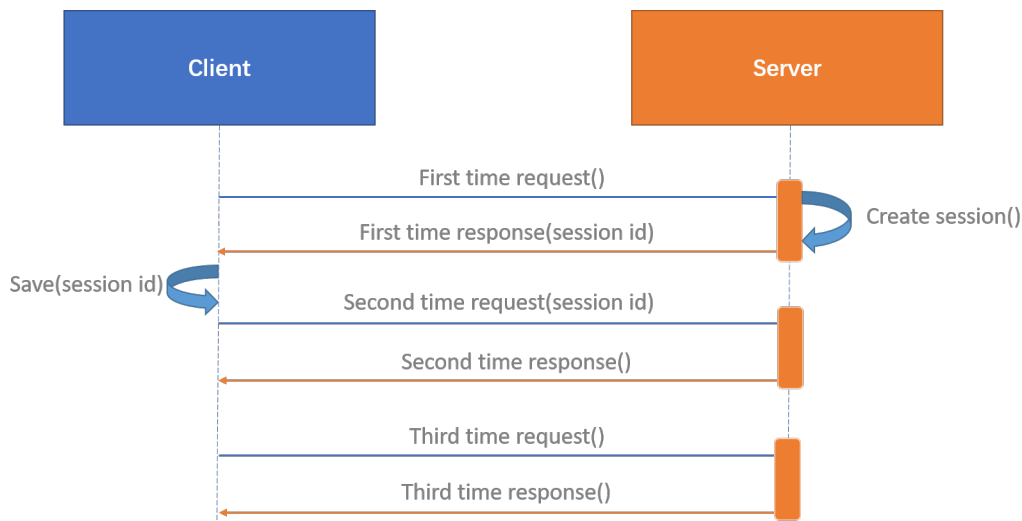 Client
Server
First time request()
Create session()
First time response(session id)
Save(session id)
Second time request(session id)
Second time response()
Third time request()
Third time response()